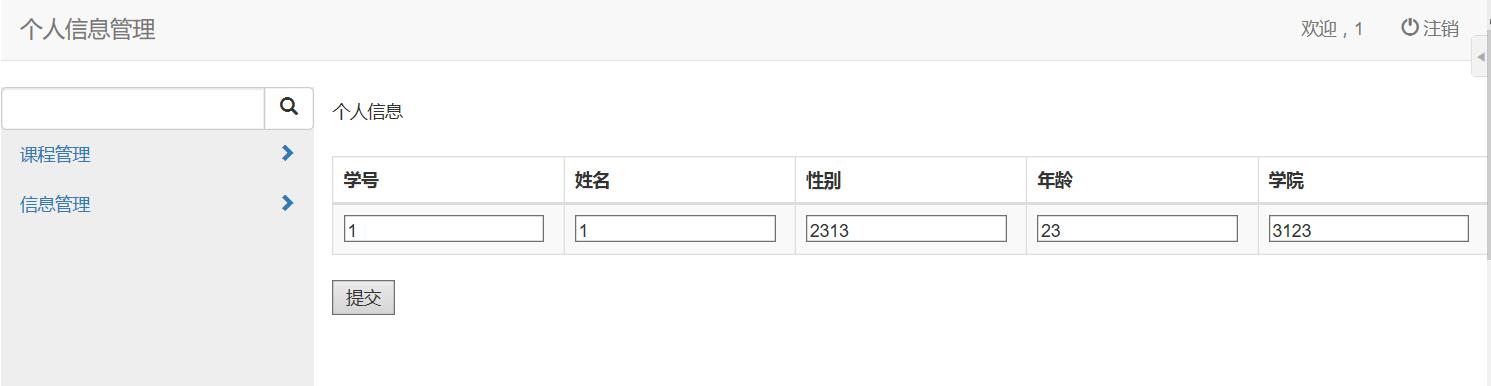 个人信息管理
欢迎，1 注销
个人信息
课程管理
信息管理
学号 姓名 性别 年龄 学院
1 1 2313 23 3123
提交